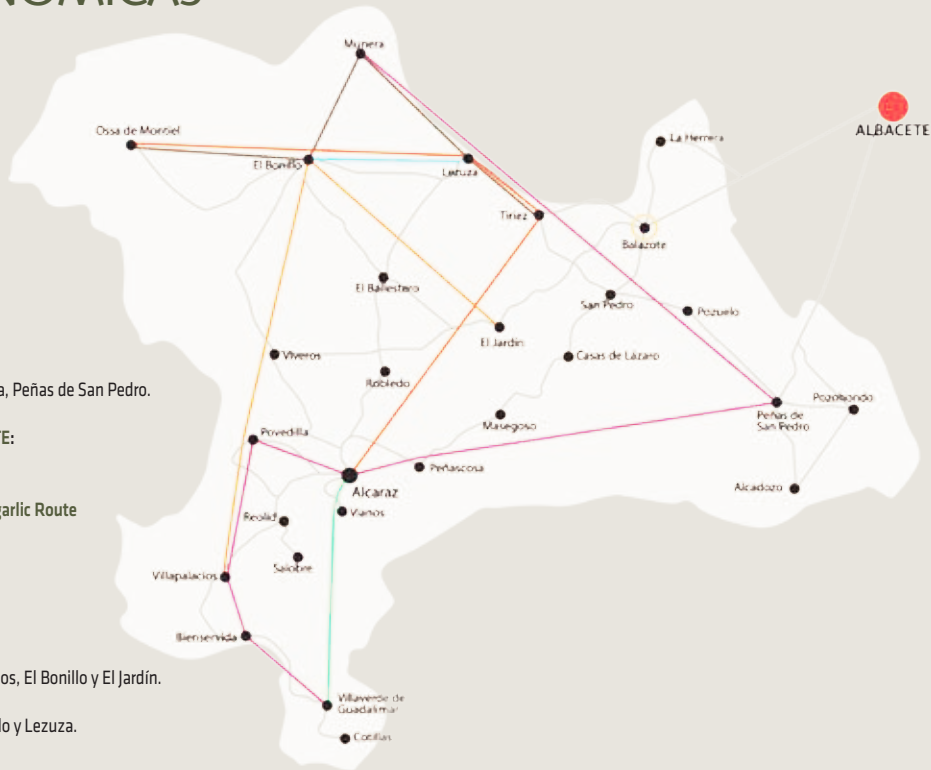 NÓMICAS
Munera
Ossa de Montiel
ALBACETE
La Herrera
El Bonillo
Lezuza
Tiriez
Balazote
El Ballestero
San Pedro
Pozuelo
El Jardín
Viveros
Casas de Lázaro
Robledo
a, Peñas de San Pedro.
Pozohondo
Peñas de
San Pedro
Masegoso
TE:
Povedilla
Peñascosa
Alcaraz
Alcadozo
garlic Route
Vianos
Reolid
Salobre
Villapalacios
Bienservida
os, El Bonillo y El Jardín.
Villaverde de
Guadalimar
lo y Lezuza.
Cotillas